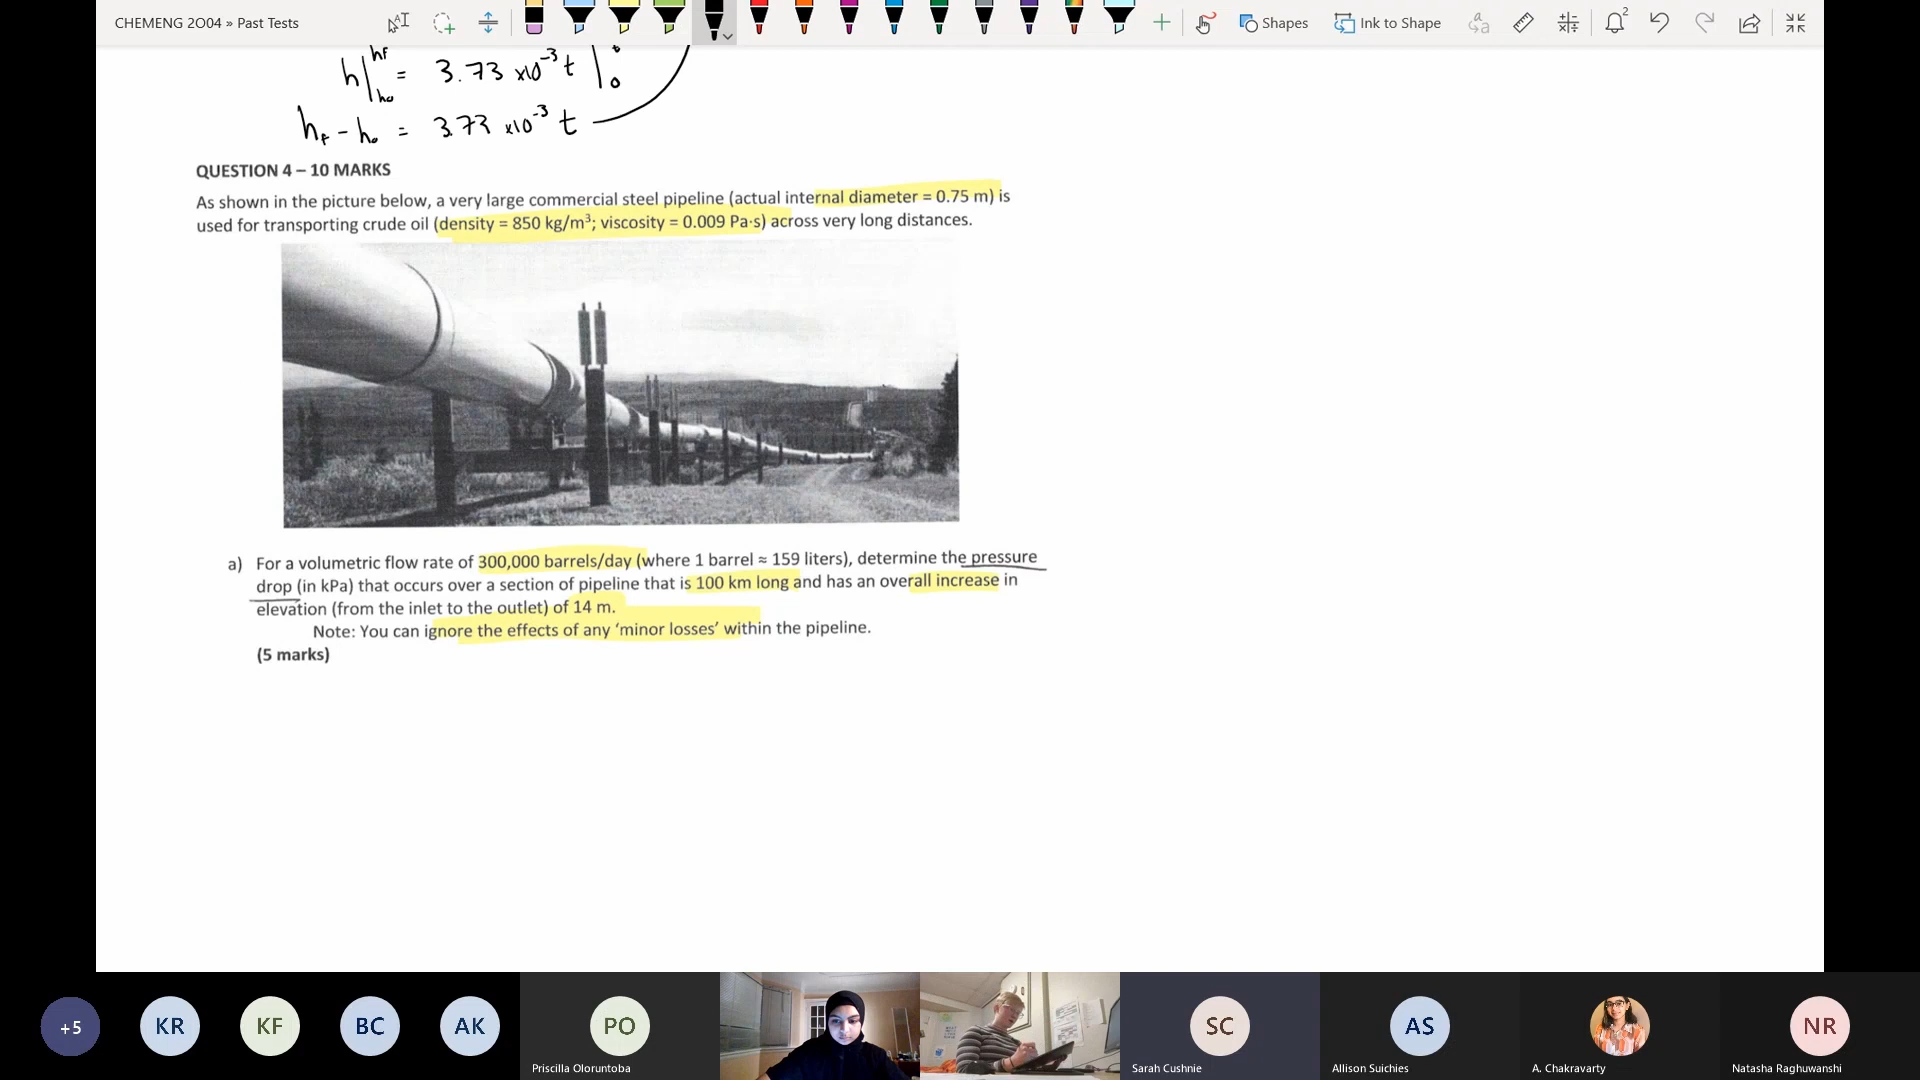 CHEMENG 2O04 » Past Tests
Shapes
Ink to Shape
2
h|hf ho = 3.73 x10-3 t | t 0
hf - ho = 3.73 x10-3 t
QUESTION 4 – 10 MARKS
As shown in the picture below, a very large commercial steel pipeline (actual internal diameter = 0.75 m) is
used for transporting crude oil (density = 850 kg/m³; viscosity = 0.009 Pa·s) across very long distances.
a) For a volumetric flow rate of 300,000 barrels/day (where 1 barrel ≈ 159 liters), determine the pressure
drop (in kPa) that occurs over a section of pipeline that is 100 km long and has an overall increase in
elevation (from the inlet to the outlet) of 14 m.
Note: You can ignore the effects of any ‘minor losses’ within the pipeline.
(5 marks)
+5
KR
KF
BC
AK
PO
SC
AS
NR
Priscilla Oloruntoba
Sarah Cushnie
Allison Suichies
A. Chakravarty
Natasha Raghuwanshi